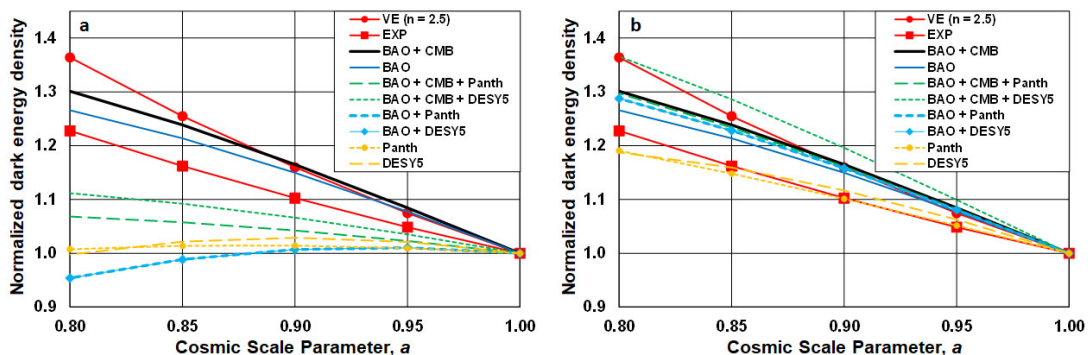 a
Normalized dark energy density
1.4
1.3
1.2
1.1
1.0
0.9
0.80 0.85 0.90 0.95 1.00
Cosmic Scale Parameter, a
VE (n = 2.5)
EXP
BAO + CMB
BAO
BAO + CMB + Panth
BAO + CMB + DESY5
BAO + Panth
BAO + DESY5
Panth
DESY5
b
Normalized dark energy density
1.4
1.3
1.2
1.1
1.0
0.9
0.80 0.85 0.90 0.95 1.00
Cosmic Scale Parameter, a
VE (n = 2.5)
EXP
BAO + CMB
BAO
BAO + CMB + Panth
BAO + CMB + DESY5
BAO + Panth
BAO + DESY5
Panth
DESY5